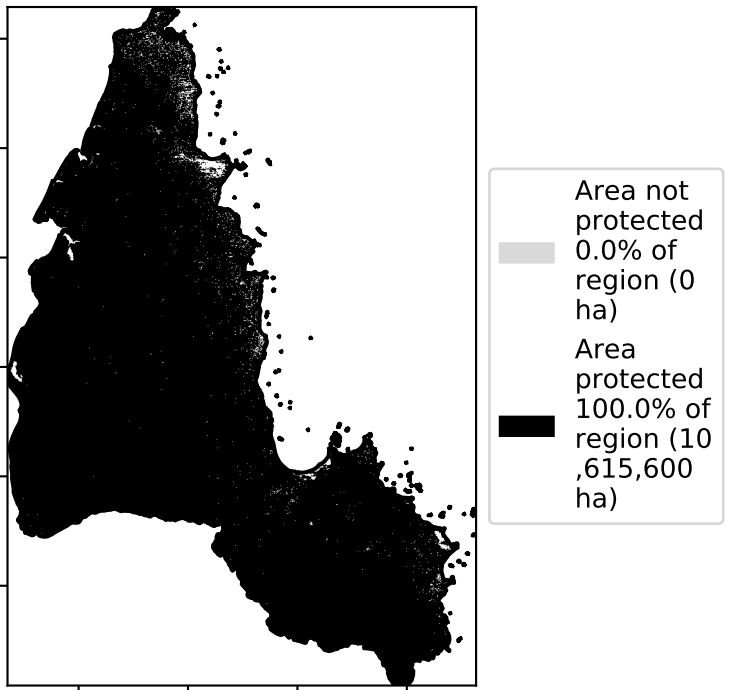 Area not
protected
0.0% of
region (0
ha)
Area
protected
100.0% of
region (10
,615,600
ha)